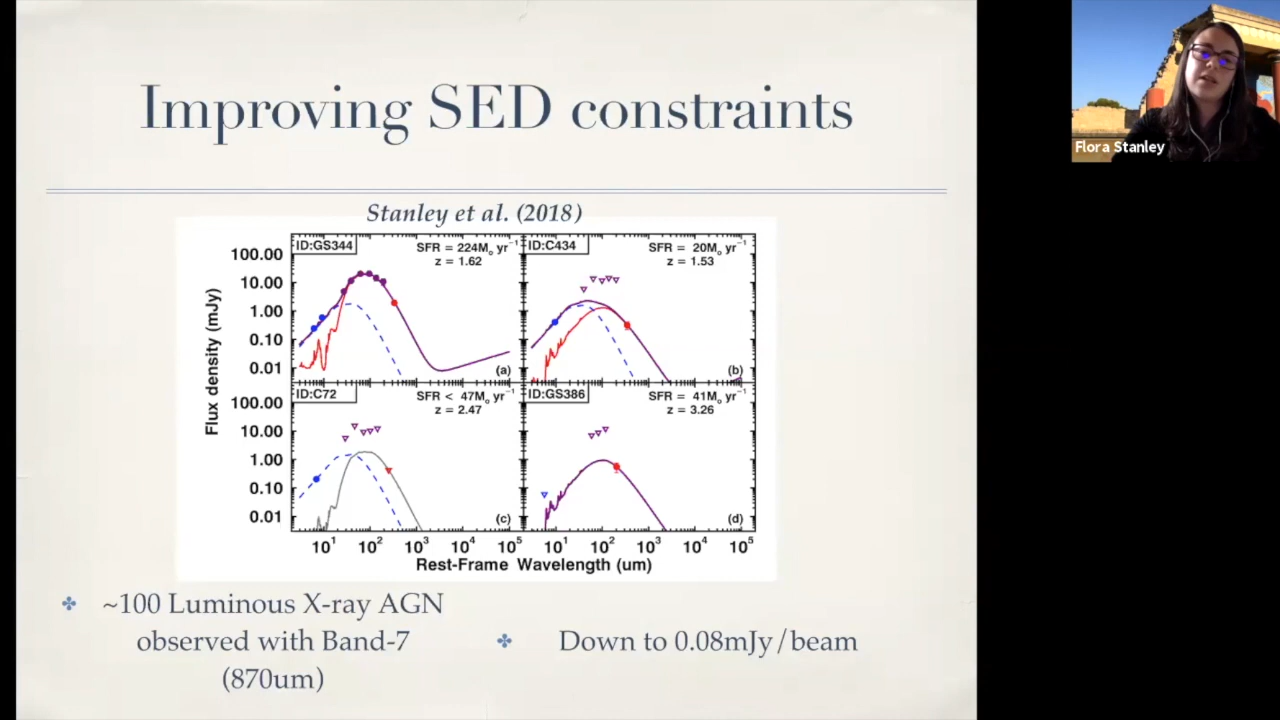 Improving SED constraints
Flora Stanley
Stanley et al. (2018)
Flux density (mJy)
100.00
10.00
1.00
0.10
0.01
ID:GS344
SFR = 224M⊙ yr⁻¹
z = 1.62
(a)
ID:C434
SFR = 20M⊙ yr⁻¹
z = 1.53
(b)
100.00
10.00
1.00
0.10
0.01
ID:C72
SFR < 47M⊙ yr⁻¹
z = 2.47
(c)
ID:GS386
SFR = 41M⊙ yr⁻¹
z = 3.26
(d)
10¹ 10² 10³ 10⁴ 10⁵ 10¹ 10² 10³ 10⁴ 10⁵
Rest-Frame Wavelength (um)
~100 Luminous X-ray AGN
observed with Band-7
(870um)
Down to 0.08mJy/beam